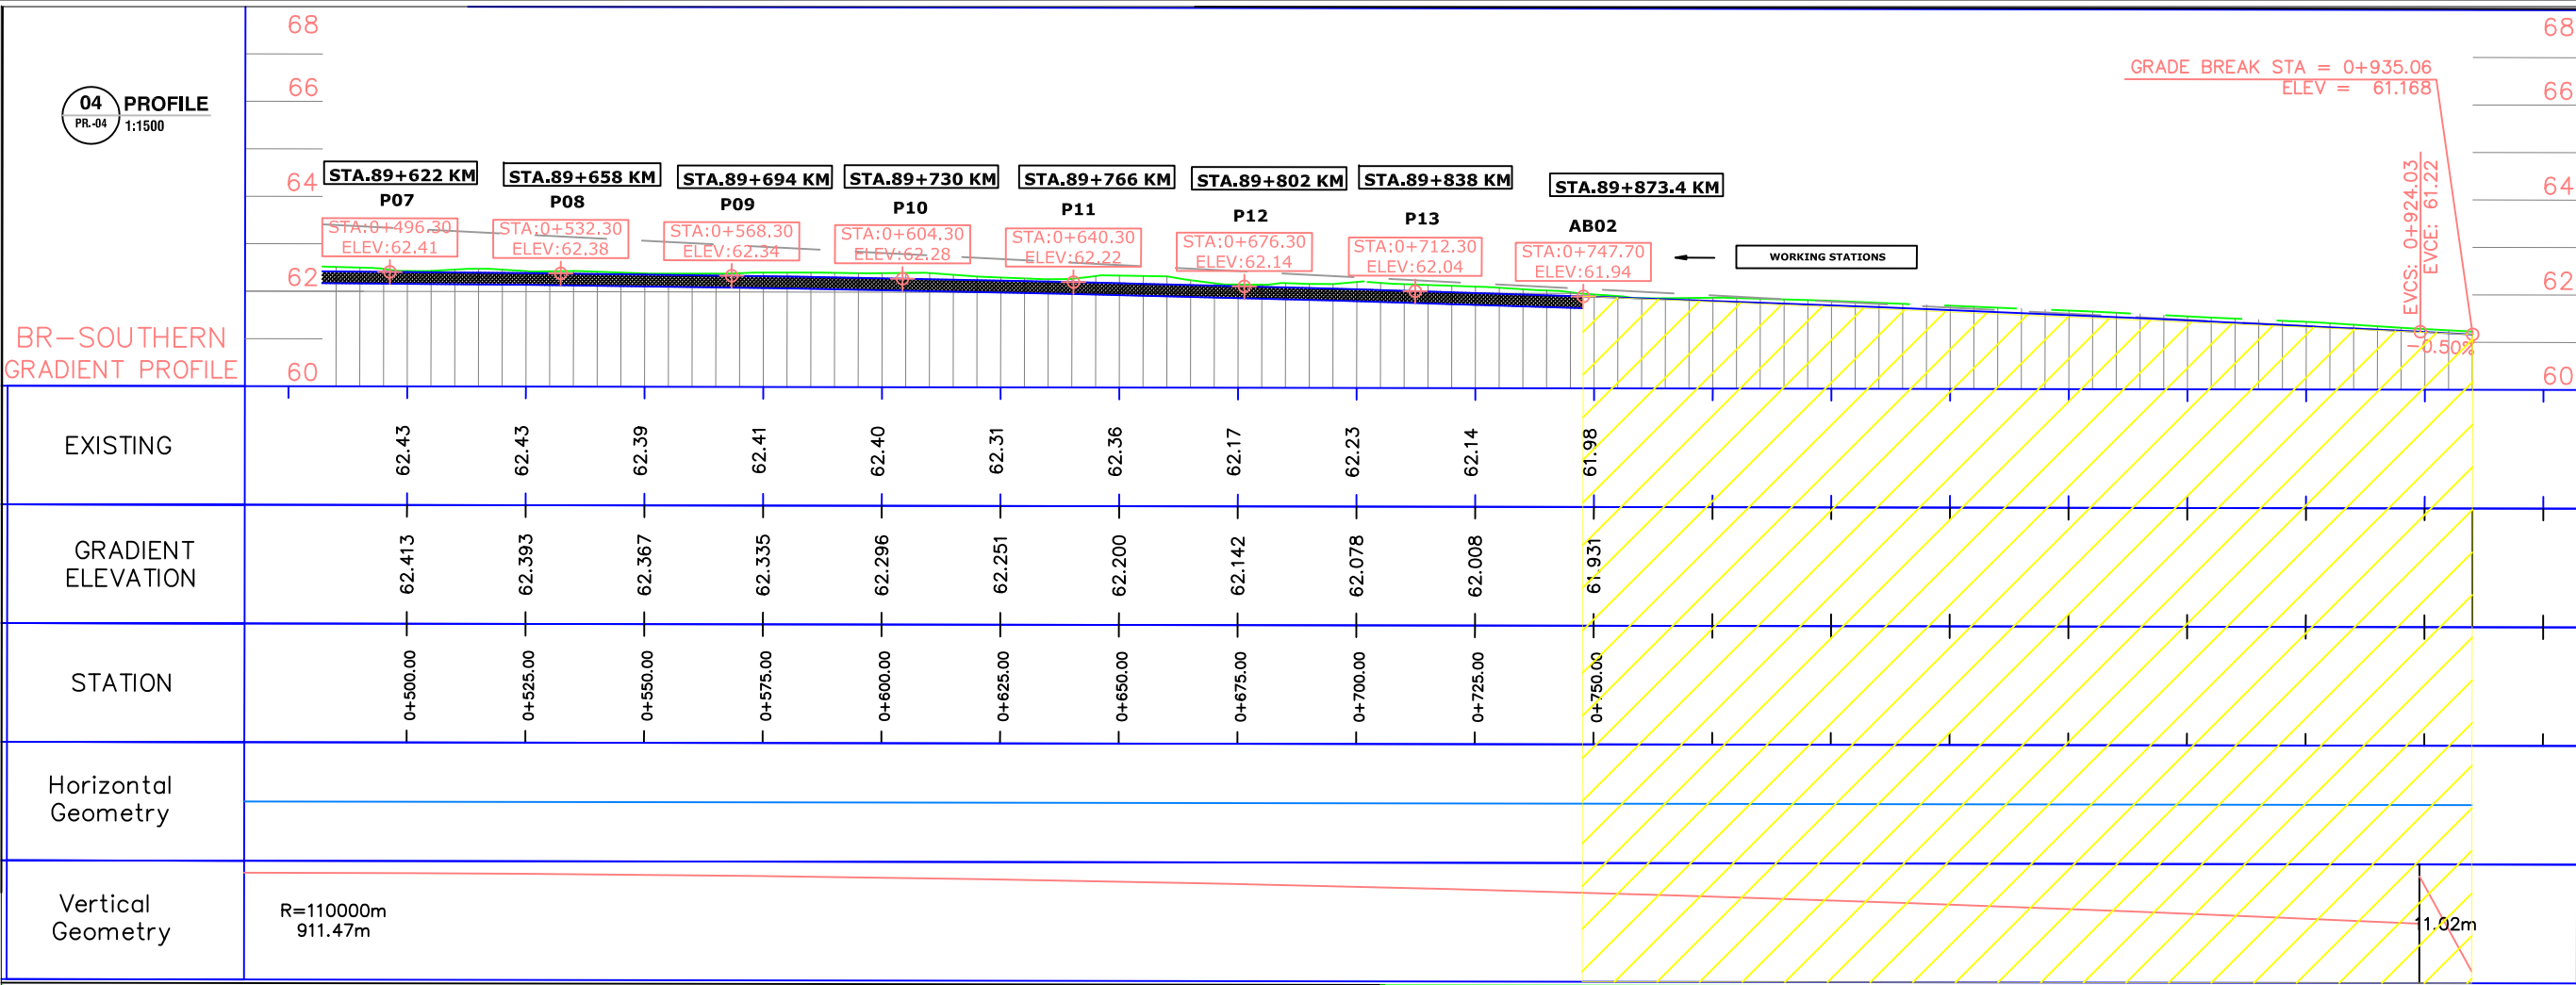 68
66
64
62
60
04
PR.-04
PROFILE
1:1500
BR-SOUTHERN
GRADIENT PROFILE
STA.89+622 KM
P07
STA:0+496.30
ELEV:62.41
STA.89+658 KM
P08
STA:0+532.30
ELEV:62.38
STA.89+694 KM
P09
STA:0+568.30
ELEV:62.34
STA.89+730 KM
P10
STA:0+604.30
ELEV:62.28
STA.89+766 KM
P11
STA:0+640.30
ELEV:62.22
STA.89+802 KM
P12
STA:0+676.30
ELEV:62.14
STA.89+838 KM
P13
STA:0+712.30
ELEV:62.04
STA.89+873.4 KM
AB02
STA:0+747.70
ELEV:61.94
WORKING STATIONS
GRADE BREAK STA = 0+935.06
ELEV = 61.168
EVCS: 0+924.03
EVCE: 61.22
-0.50%
68
66
64
62
60
EXISTING
62.43
62.43
62.39
62.41
62.40
62.31
62.36
62.17
62.23
62.14
61.98
GRADIENT
ELEVATION
62.413
62.393
62.367
62.335
62.296
62.251
62.200
62.142
62.078
62.008
61.931
STATION
0+500.00
0+525.00
0+550.00
0+575.00
0+600.00
0+625.00
0+650.00
0+675.00
0+700.00
0+725.00
0+750.00
Horizontal
Geometry
Vertical
Geometry
R=110000m
911.47m
11.02m